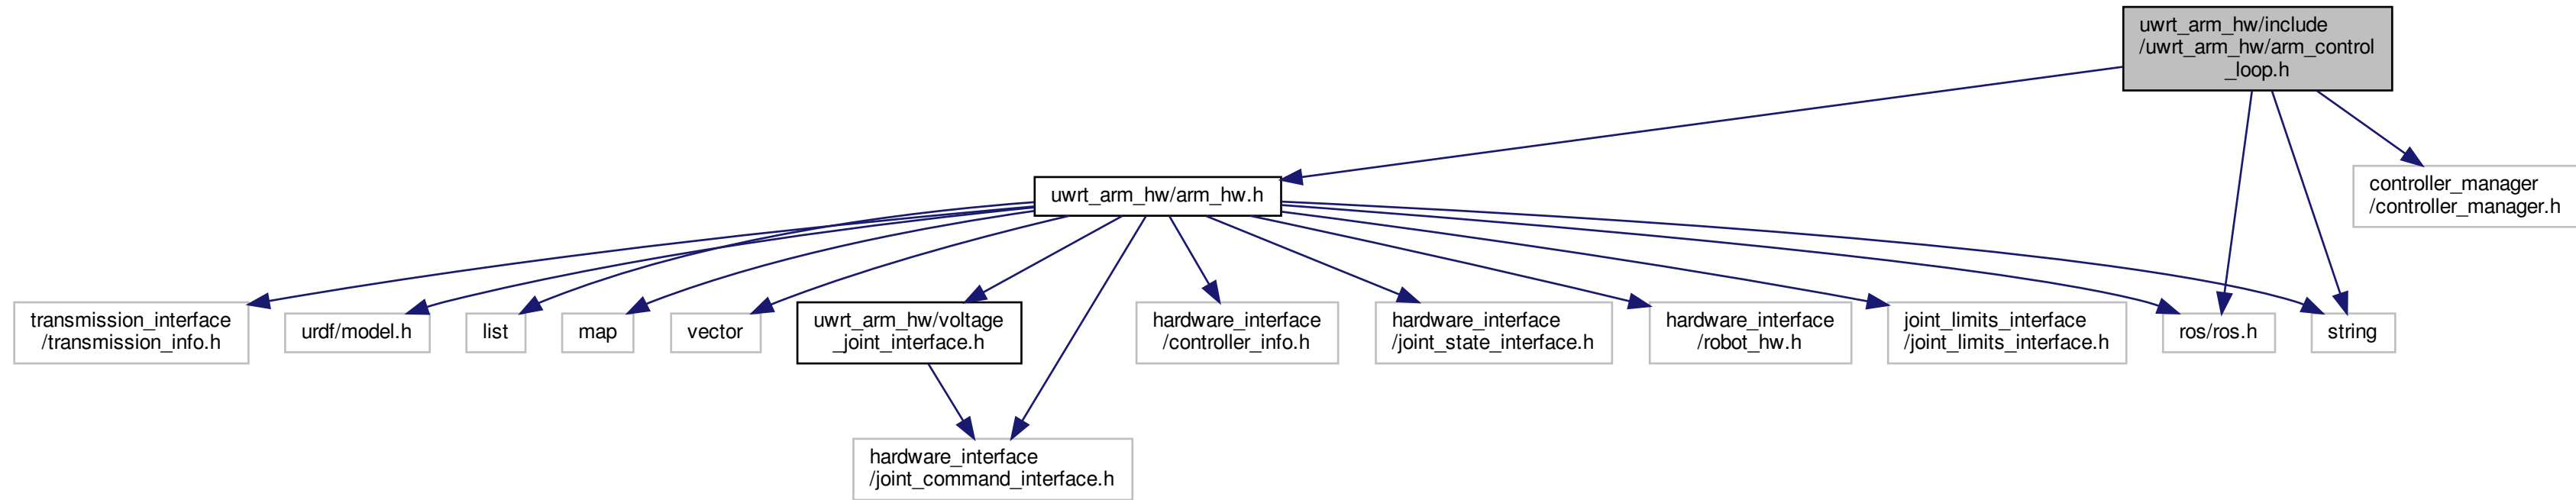 uwrt_arm_hw/include
/uwrt_arm_hw/arm_control
_loop.h
uwrt_arm_hw/arm_hw.h
controller_manager
/controller_manager.h
transmission_interface
/transmission_info.h
urdf/model.h
list
map
vector
uwrt_arm_hw/voltage
_joint_interface.h
hardware_interface
/controller_info.h
hardware_interface
/joint_state_interface.h
hardware_interface
/robot_hw.h
joint_limits_interface
/joint_limits_interface.h
ros/ros.h
string
hardware_interface
/joint_command_interface.h